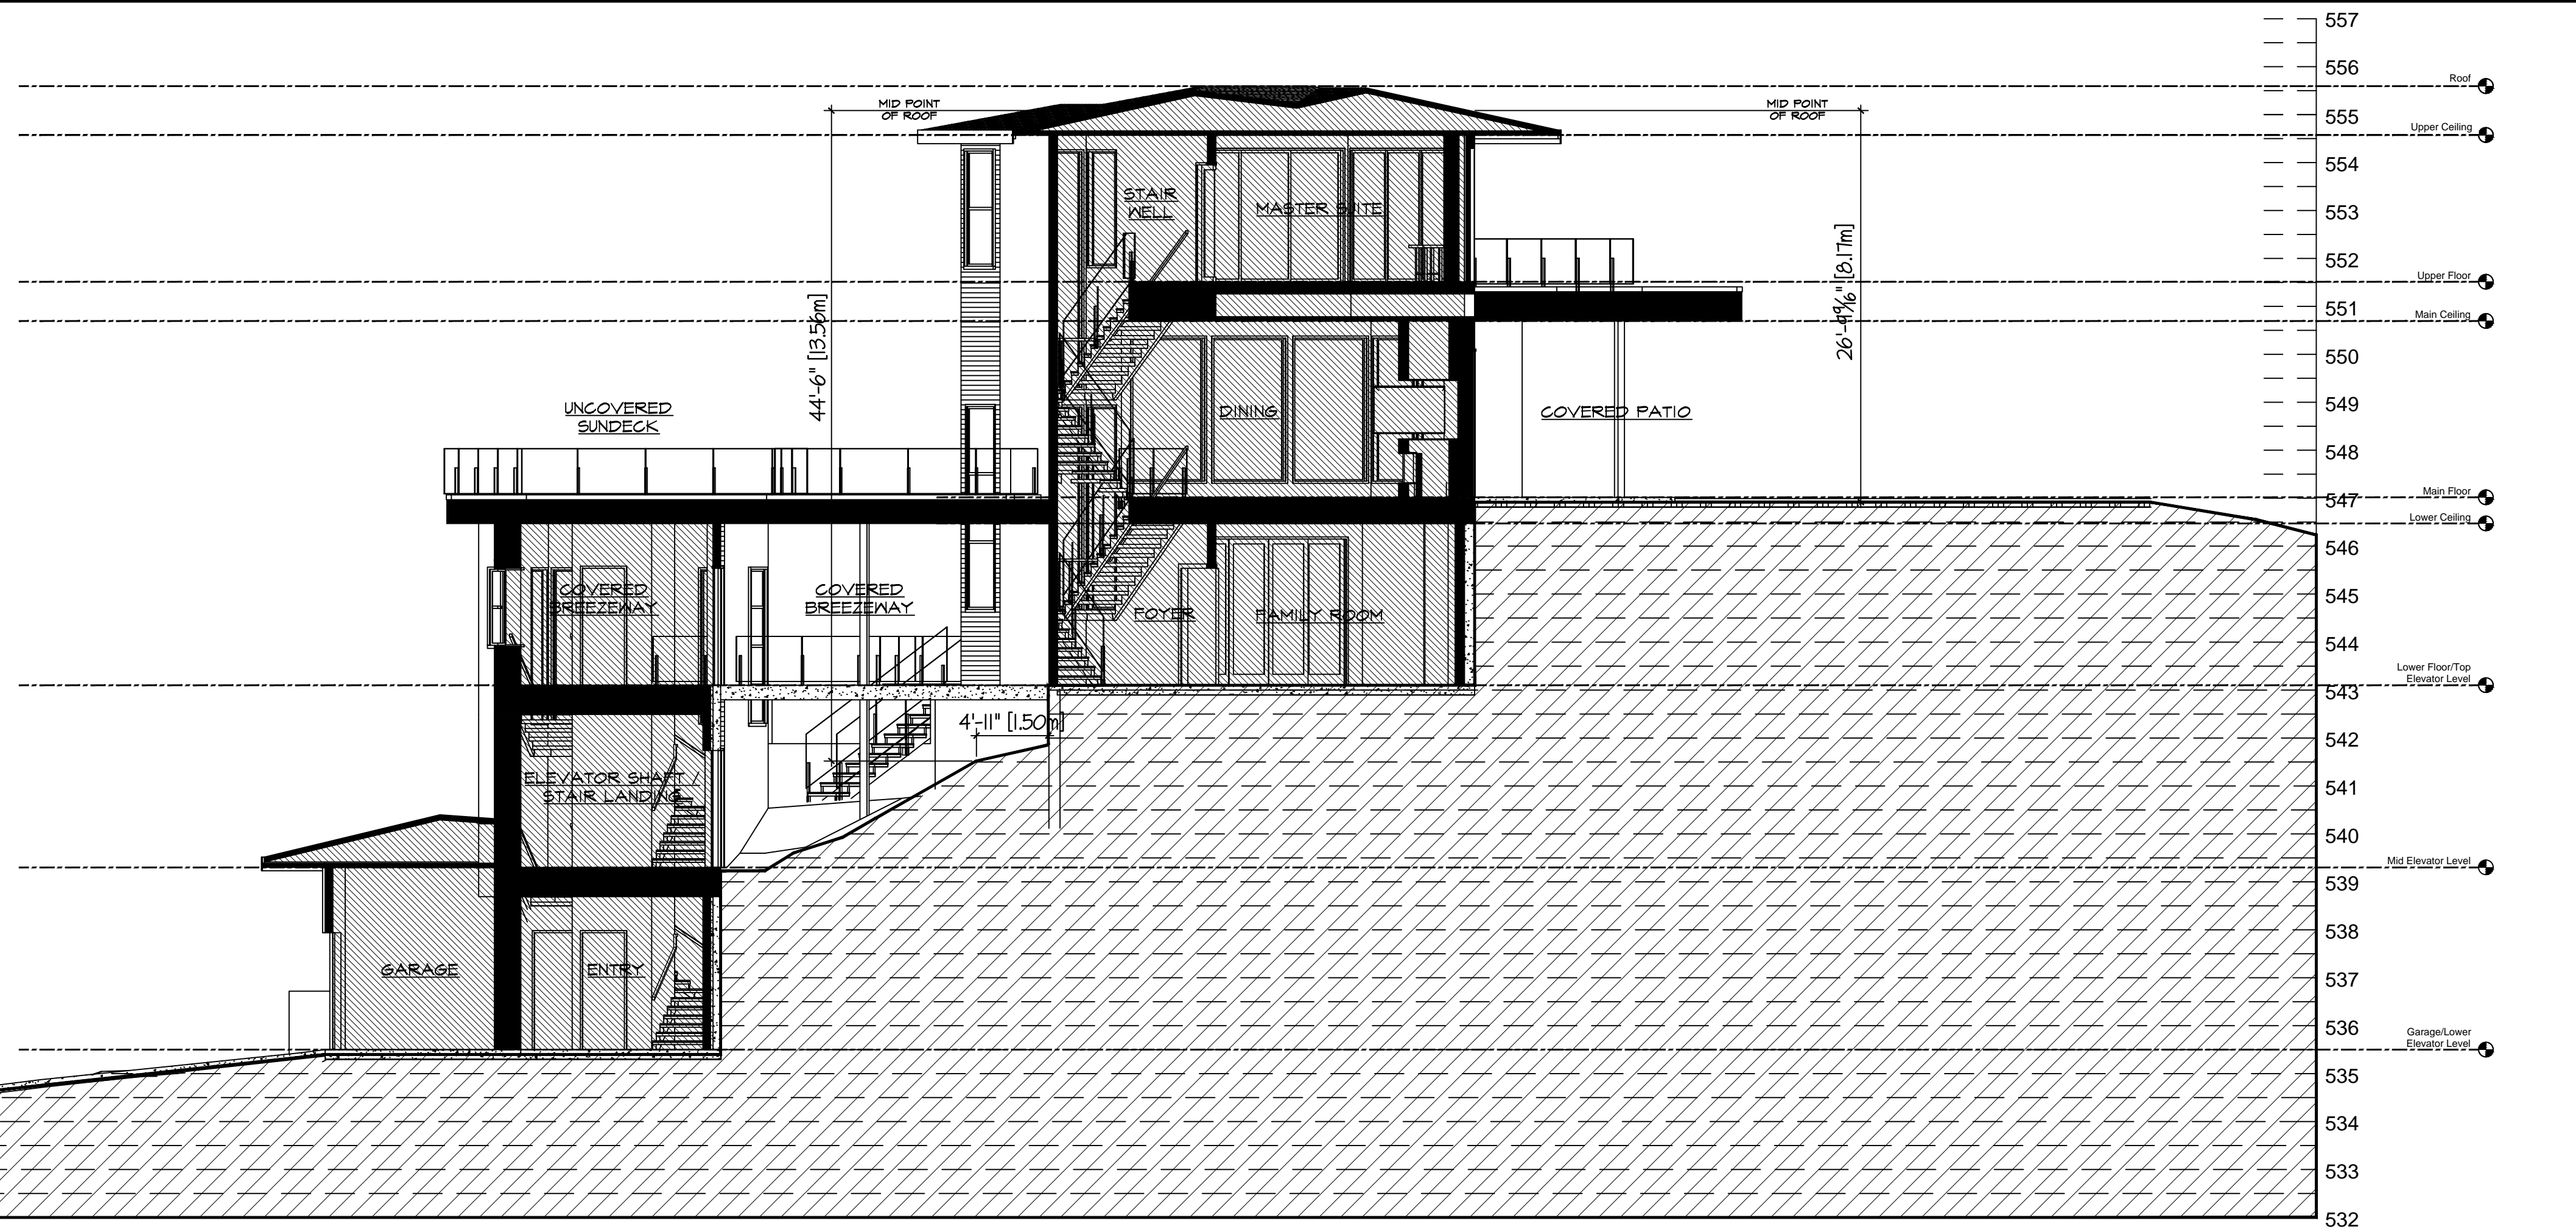 557
556
Roof
MID POINT
OF ROOF
MID POINT
OF ROOF
555
Upper Ceiling
554
STAIR
WELL
MASTER SUITE
553
552
Upper Floor
551
Main Ceiling
44'-6" [13.56m]
26'-9 9/16" [8.17m]
550
UNCOVERED
SUNDECK
DINING
COVERED PATIO
549
548
Main Floor
547
Lower Ceiling
546
COVERED
BREEZEWAY
COVERED
BREEZEWAY
545
FOYER
FAMILY ROOM
544
Lower Floor/Top
Elevator Level
543
4'-11" [1.50m]
542
ELEVATOR SHAFT /
STAIR LANDING
541
540
Mid Elevator Level
539
538
GARAGE
ENTRY
537
536
Garage/Lower
Elevator Level
535
534
533
532